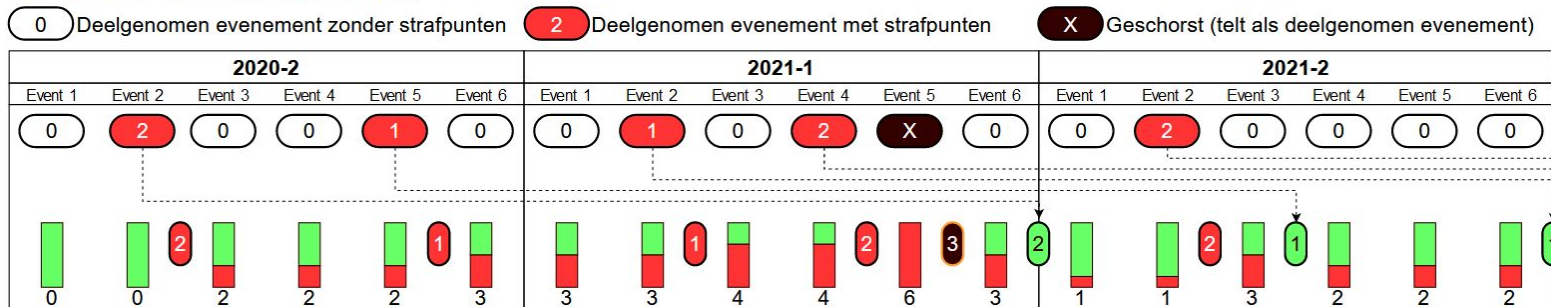 0 Deelgenomen evenement zonder strafpunten 2 Deelgenomen evenement met strafpunten X Geschorst (telt als deelgenomen evenement)
2020-2 2021-1 2021-2
Event 1 Event 2 Event 3 Event 4 Event 5 Event 6 Event 1 Event 2 Event 3 Event 4 Event 5 Event 6 Event 1 Event 2 Event 3 Event 4 Event 5 Event 6
0 2 0 0 1 0 0 1 0 2 X 0 0 2 0 0 0 0
2 1 1 2 3 2 2 1
0 0 2 2 2 3 3 3 4 4 6 3 1 1 3 2 2 2